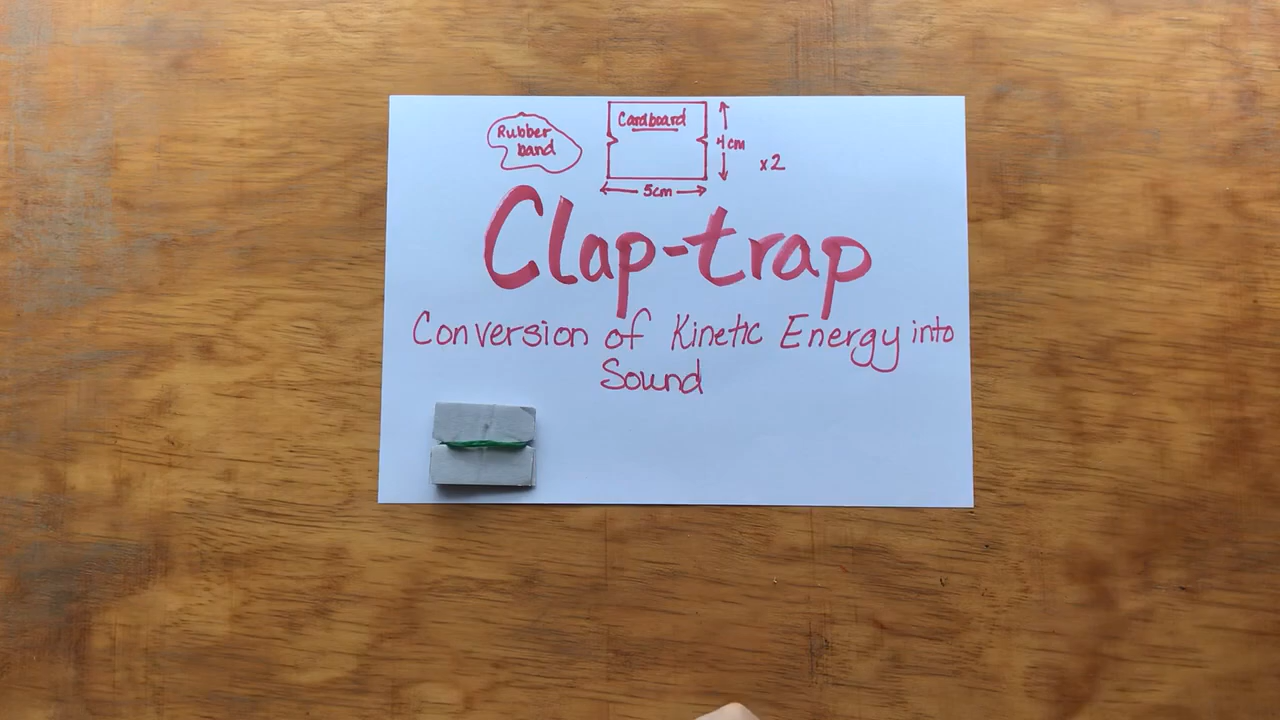 Rubber
band
Cardboard
4cm
x2
5cm
Clap-trap
Conversion of Kinetic Energy into
Sound